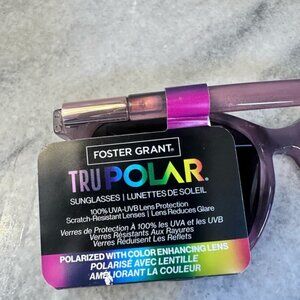 FOSTER GRANT®
TRUPOLAR®
SUNGLASSES | LUNETTES DE SOLEIL
100% UVA-UVB Lens Protection
Scratch-Resistant Lenses | Lens Reduces Glare
Verres de Protection À 100% les UVA et les UVB
Verres Résistants Aux Rayures
Verres Réduisent Les Reflets
POLARIZED WITH COLOR ENHANCING LENS
POLARISÉ AVEC LENTILLE
AMÉLIORANT LA COULEUR